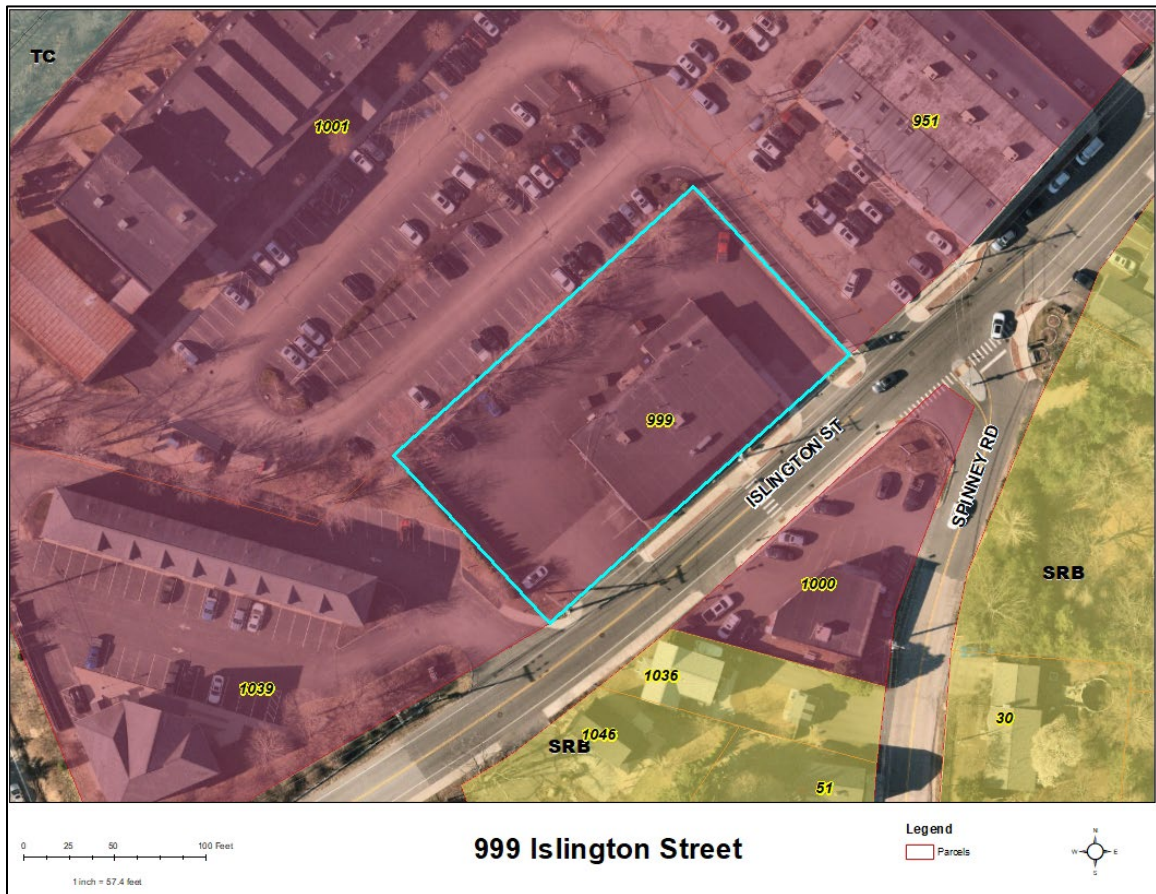 TC
1001
951
999
ISLINGTON ST
SPINNEY RD
1000
SRB
1039
1036
SRB
1046
30
51
0 25 50 100 Feet
1 inch = 57.4 feet
999 Islington Street
Legend
Parcels
N
W E
S